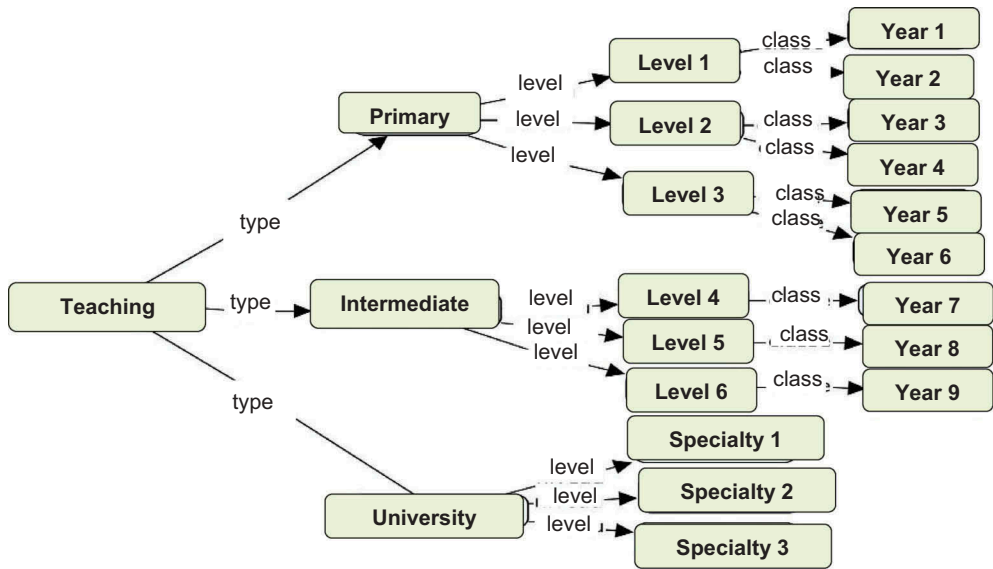 Year 1
class
Level 1
class
Year 2
level
Primary
level
Level 2
class
Year 3
class
Year 4
level
Level 3
class
Year 5
class
Year 6
type
Teaching
type
Intermediate
level
Level 4
class
Year 7
level
Level 5
class
Year 8
level
Level 6
class
Year 9
type
Specialty 1
level
University
level
Specialty 2
level
Specialty 3